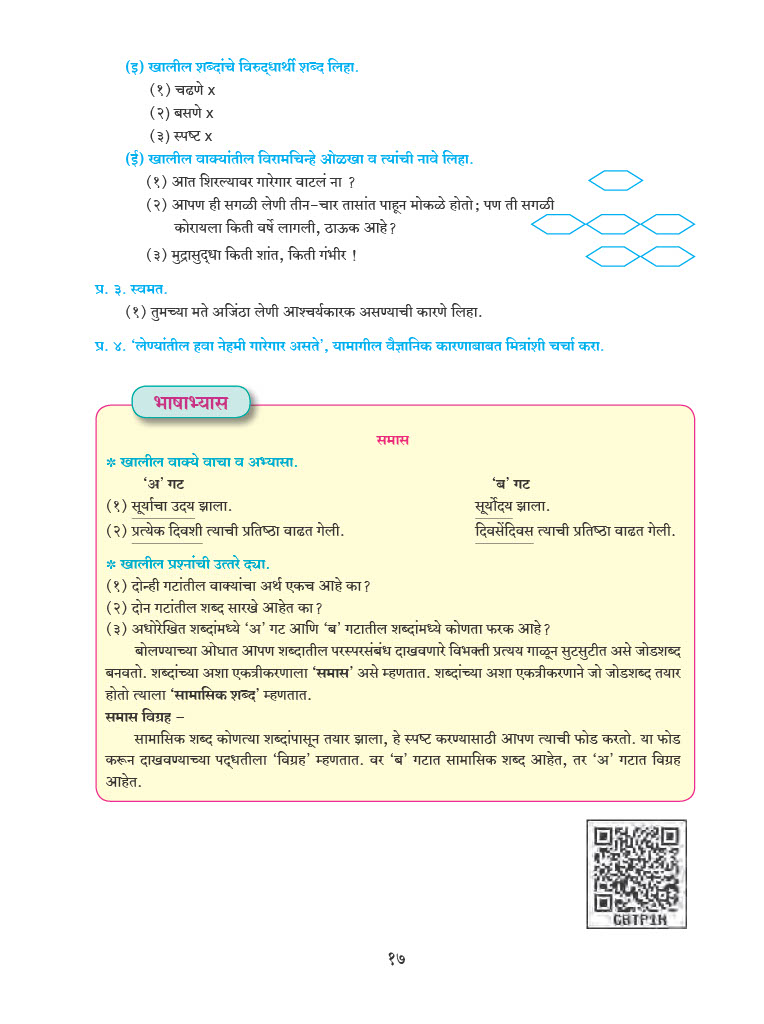 (इ) खालील शब्दांचे विरुद्धार्थी शब्द लिहा.
(१) चढणे x
(२) बसणे x
(३) स्पष्ट x
(ई) खालील वाक्यांतील विरामचिन्हे ओळखा व त्यांची नावे लिहा.
(१) आत शिरल्यावर गारेगार वाटलं ना ?
(२) आपण ही सगळी लेणी तीन-चार तासांत पाहून मोकळे होतो; पण ती सगळी
कोरायला किती वर्षे लागली, ठाऊक आहे?
(३) मुद्रासुद्धा किती शांत, किती गंभीर !
प्र. ३. स्वमत.
(१) तुमच्या मते अजिंठा लेणी आश्चर्यकारक असण्याची कारणे लिहा.
प्र. ४. ‘लेण्यांतील हवा नेहमी गारेगार असते’, यामागील वैज्ञानिक कारणाबाबत मित्रांशी चर्चा करा.
भाषाभ्यास
समास
* खालील वाक्ये वाचा व अभ्यासा.
‘अ’ गट ‘ब’ गट
(१) सूर्याचा उदय झाला. सूर्योदय झाला.
(२) प्रत्येक दिवशी त्याची प्रतिष्ठा वाढत गेली. दिवसेंदिवस त्याची प्रतिष्ठा वाढत गेली.
* खालील प्रश्नांची उत्तरे द्या.
(१) दोन्ही गटांतील वाक्यांचा अर्थ एकच आहे का?
(२) दोन गटांतील शब्द सारखे आहेत का?
(३) अधोरेखित शब्दांमध्ये ‘अ’ गट आणि ‘ब’ गटातील शब्दांमध्ये कोणता फरक आहे?
बोलण्याच्या ओघात आपण शब्दातील परस्परसंबंध दाखवणारे विभक्ती प्रत्यय गाळून सुटसुटीत असे जोडशब्द
बनवतो. शब्दांच्या अशा एकत्रीकरणाला ‘समास’ असे म्हणतात. शब्दांच्या अशा एकत्रीकरणाने जो जोडशब्द तयार
होतो त्याला ‘सामासिक शब्द’ म्हणतात.
समास विग्रह –
सामासिक शब्द कोणत्या शब्दांपासून तयार झाला, हे स्पष्ट करण्यासाठी आपण त्याची फोड करतो. या फोड
करून दाखवण्याच्या पद्धतीला ‘विग्रह’ म्हणतात. वर ‘ब’ गटात सामासिक शब्द आहेत, तर ‘अ’ गटात विग्रह
आहेत.
GBTP1H
१७